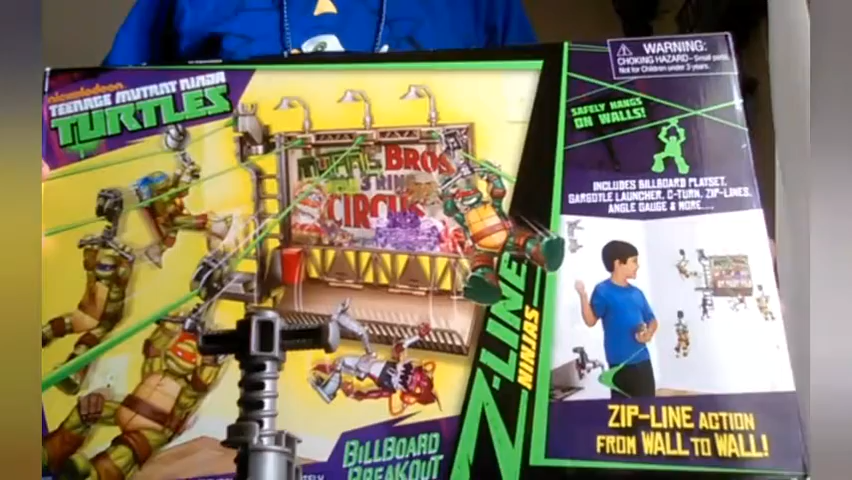 nickelodeon
TEENAGE MUTANT NINJA
TURTLES
BROS
CIRCUS
Z-LINE
NINJAS
BILLBOARD
BREAKOUT
WARNING:
CHOKING HAZARD-Small parts.
Not for Children under 3 years.
SAFELY HANGS
ON WALLS!
INCLUDES BILLBOARD PLAYSET,
GARGOYLE LAUNCHER, C-TURN, ZIP-LINES,
ANGLE GAUGE & MORE...
ZIP-LINE ACTION
FROM WALL TO WALL!